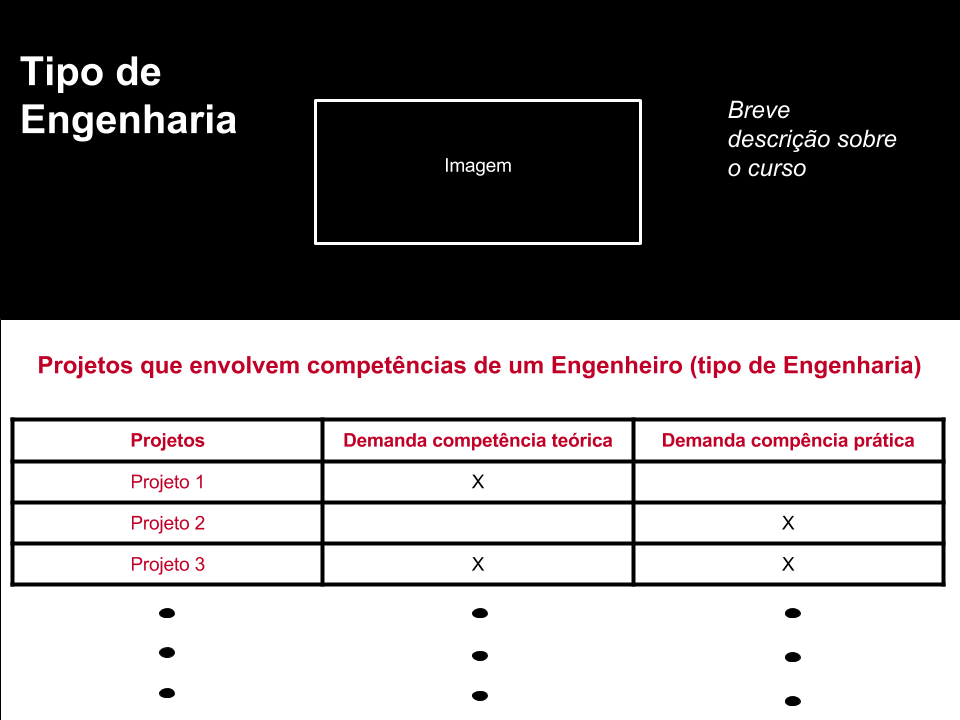 Tipo de
Engenharia
Imagem
Breve
descrição sobre
o curso
Projetos que envolvem competências de um Engenheiro (tipo de Engenharia)
Projetos Demanda competência teórica Demanda compência prática
Projeto 1 X
Projeto 2 X
Projeto 3 X X